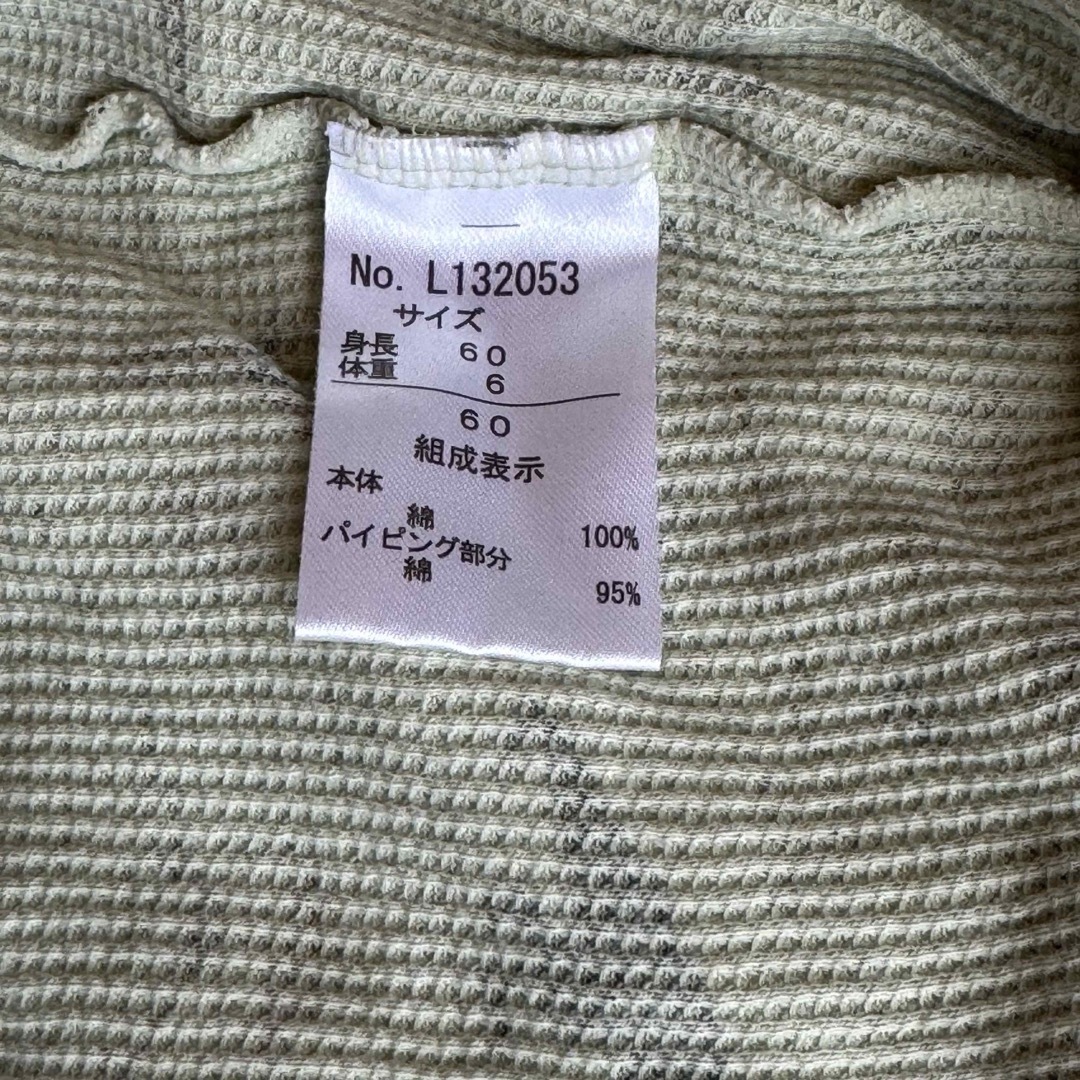 No. L132053
サイズ
身長 60
体重 6
60
組成表示
本体
綿 100%
パイピング部分
綿 95%